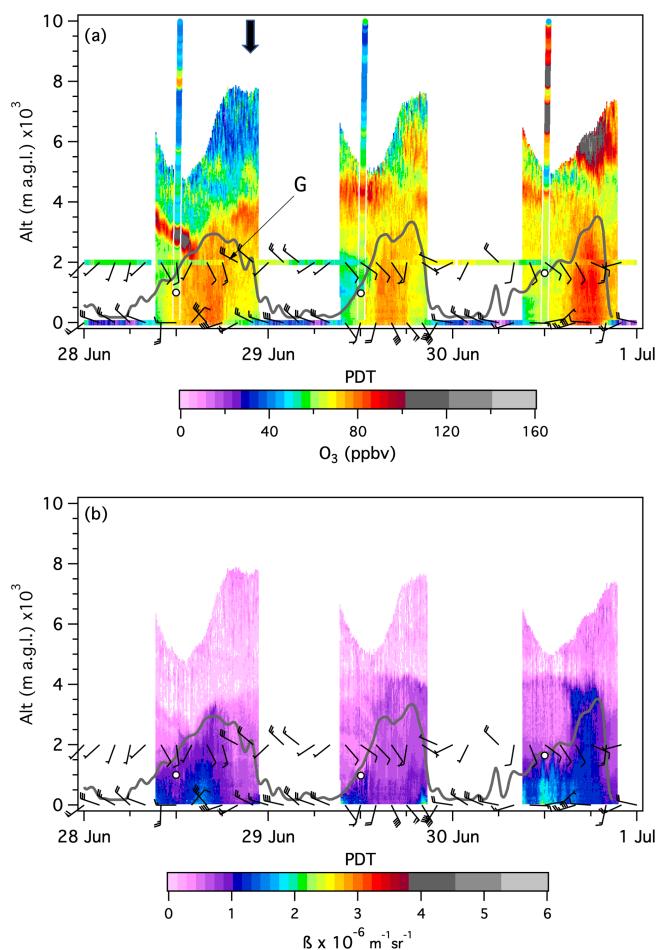 (a)
10
8
6
4
2
0
Alt (m a.g.l.) x10³
G
28 Jun
29 Jun
30 Jun
1 Jul
PDT
0
40
80
120
160
O₃ (ppbv)
(b)
10
8
6
4
2
0
Alt (m a.g.l.) x10³
28 Jun
29 Jun
30 Jun
1 Jul
PDT
0
1
2
3
4
5
6
ß x 10⁻⁶ m⁻¹sr⁻¹